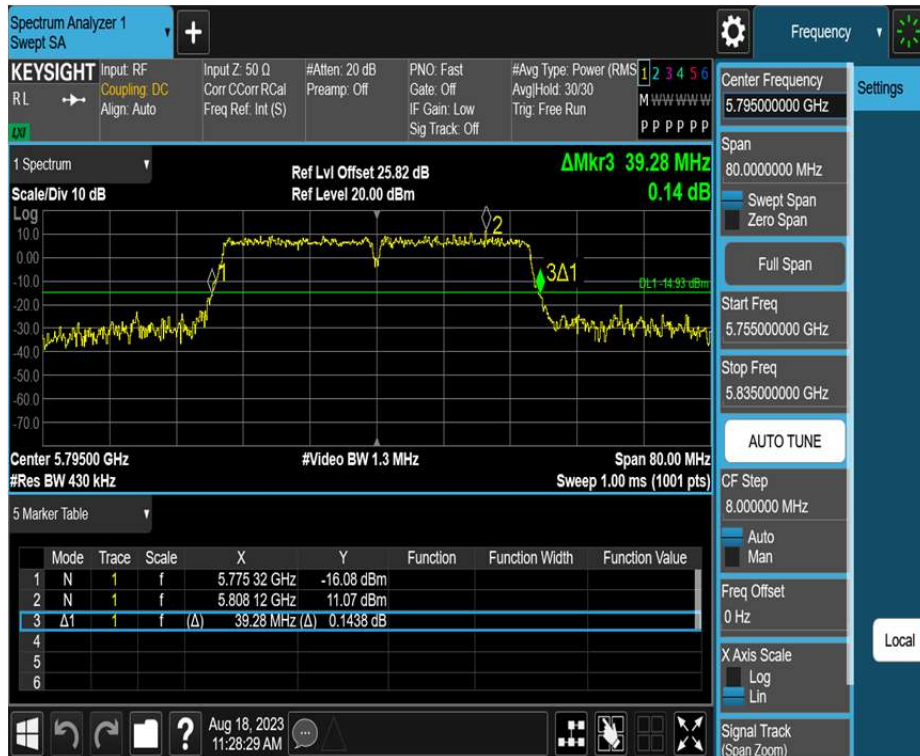 Spectrum Analyzer 1
Swept SA
+
Frequency
KEYSIGHT
RL
LXI
Input: RF
Coupling: DC
Align: Auto
Input Z: 50 Ω
Corr CCorr RCal
Freq Ref: Int (S)
#Atten: 20 dB
Preamp: Off
PNO: Fast
Gate: Off
IF Gain: Low
Sig Track: Off
#Avg Type: Power (RMS
Avg|Hold: 30/30
Trig: Free Run
1 2 3 4 5 6
M W W W W W
P P P P P P
1 Spectrum
Scale/Div 10 dB
Ref Lvl Offset 25.82 dB
Ref Level 20.00 dBm
ΔMkr3 39.28 MHz
0.14 dB
Log
10.0
0.00
-10.0
-20.0
-30.0
-40.0
-50.0
-60.0
-70.0
1
2
3Δ1
DL1 -14.93 dBm
Center 5.79500 GHz
#Res BW 430 kHz
#Video BW 1.3 MHz
Span 80.00 MHz
Sweep 1.00 ms (1001 pts)
5 Marker Table
Mode Trace Scale X Y Function Function Width Function Value
1 N 1 f 5.775 32 GHz -16.08 dBm
2 N 1 f 5.808 12 GHz 11.07 dBm
3 Δ1 1 f (Δ) 39.28 MHz (Δ) 0.1438 dB
4
5
6
?
Aug 18, 2023
11:28:29 AM
Center Frequency
5.795000000 GHz
Span
80.0000000 MHz
Swept Span
Zero Span
Full Span
Start Freq
5.755000000 GHz
Stop Freq
5.835000000 GHz
AUTO TUNE
CF Step
8.000000 MHz
Auto
Man
Freq Offset
0 Hz
X Axis Scale
Log
Lin
Signal Track
(Span Zoom)
Settings
Local